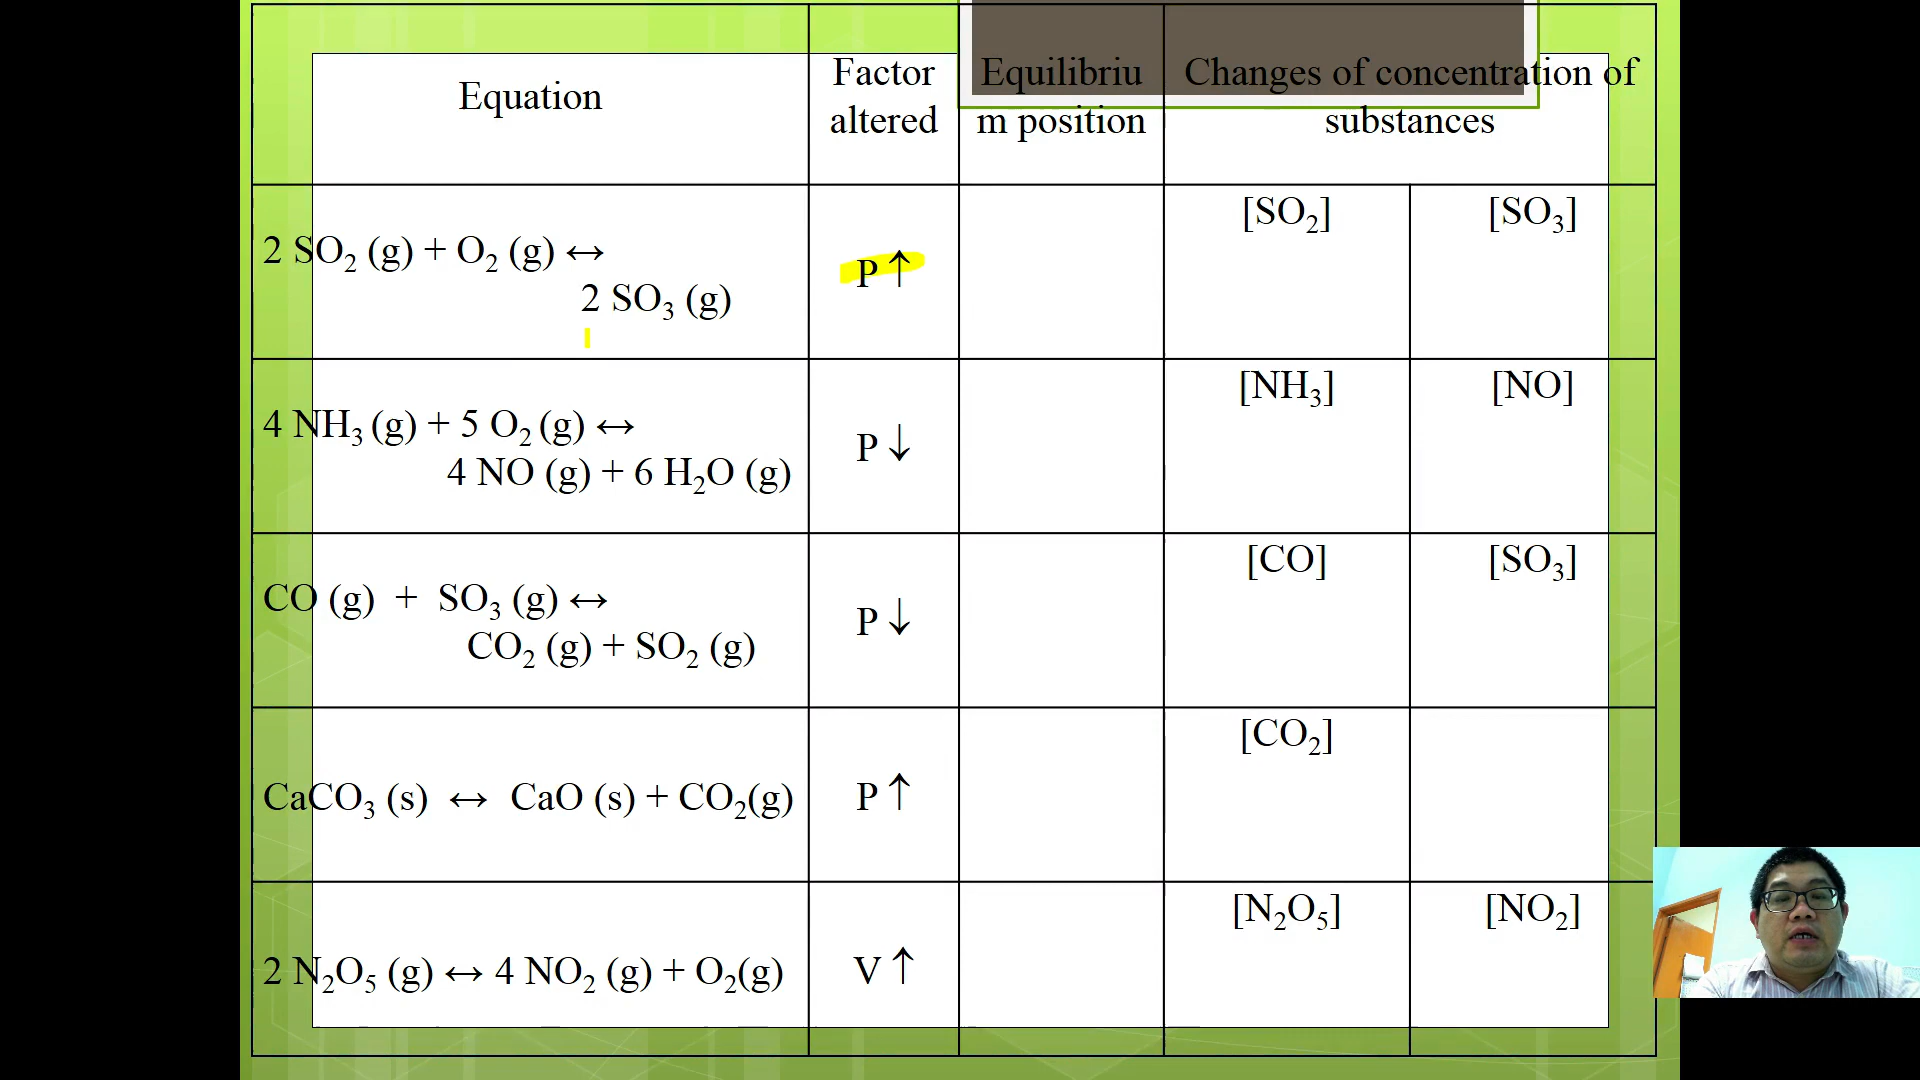 Equation
Factor
altered
Equilibriu
m position
Changes of concentration of
substances
2 SO₂ (g) + O₂ (g) ↔
2 SO₃ (g)
P ↑
[SO₂]
[SO₃]
4 NH₃ (g) + 5 O₂ (g) ↔
4 NO (g) + 6 H₂O (g)
P ↓
[NH₃]
[NO]
CO (g) + SO₃ (g) ↔
CO₂ (g) + SO₂ (g)
P ↓
[CO]
[SO₃]
CaCO₃ (s) ↔ CaO (s) + CO₂(g)
P ↑
[CO₂]
2 N₂O₅ (g) ↔ 4 NO₂ (g) + O₂(g)
V ↑
[N₂O₅]
[NO₂]